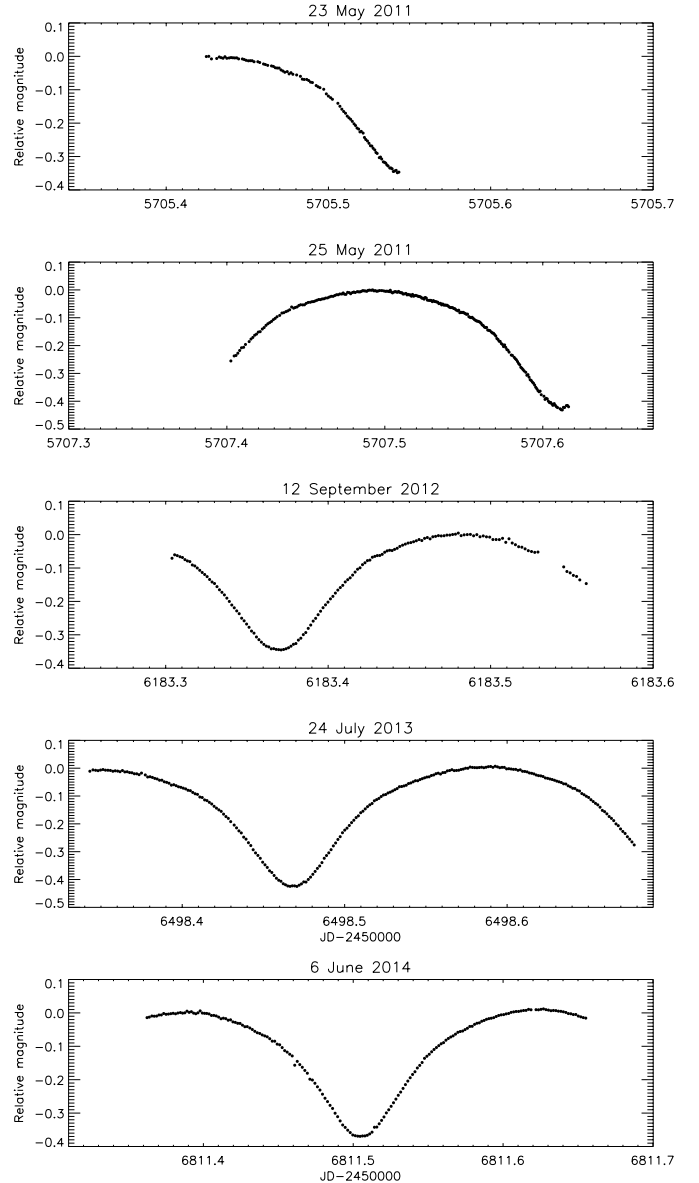 23 May 2011
0.1
0.0
−0.1
−0.2
−0.3
−0.4
Relative magnitude
5705.4 5705.5 5705.6 5705.7
25 May 2011
0.1
0.0
−0.1
−0.2
−0.3
−0.4
−0.5
Relative magnitude
5707.3 5707.4 5707.5 5707.6
12 September 2012
0.1
0.0
−0.1
−0.2
−0.3
−0.4
Relative magnitude
6183.3 6183.4 6183.5 6183.6
24 July 2013
0.1
0.0
−0.1
−0.2
−0.3
−0.4
−0.5
Relative magnitude
6498.4 6498.5 6498.6
JD−2450000
6 June 2014
0.1
0.0
−0.1
−0.2
−0.3
−0.4
Relative magnitude
6811.4 6811.5 6811.6 6811.7
JD−2450000